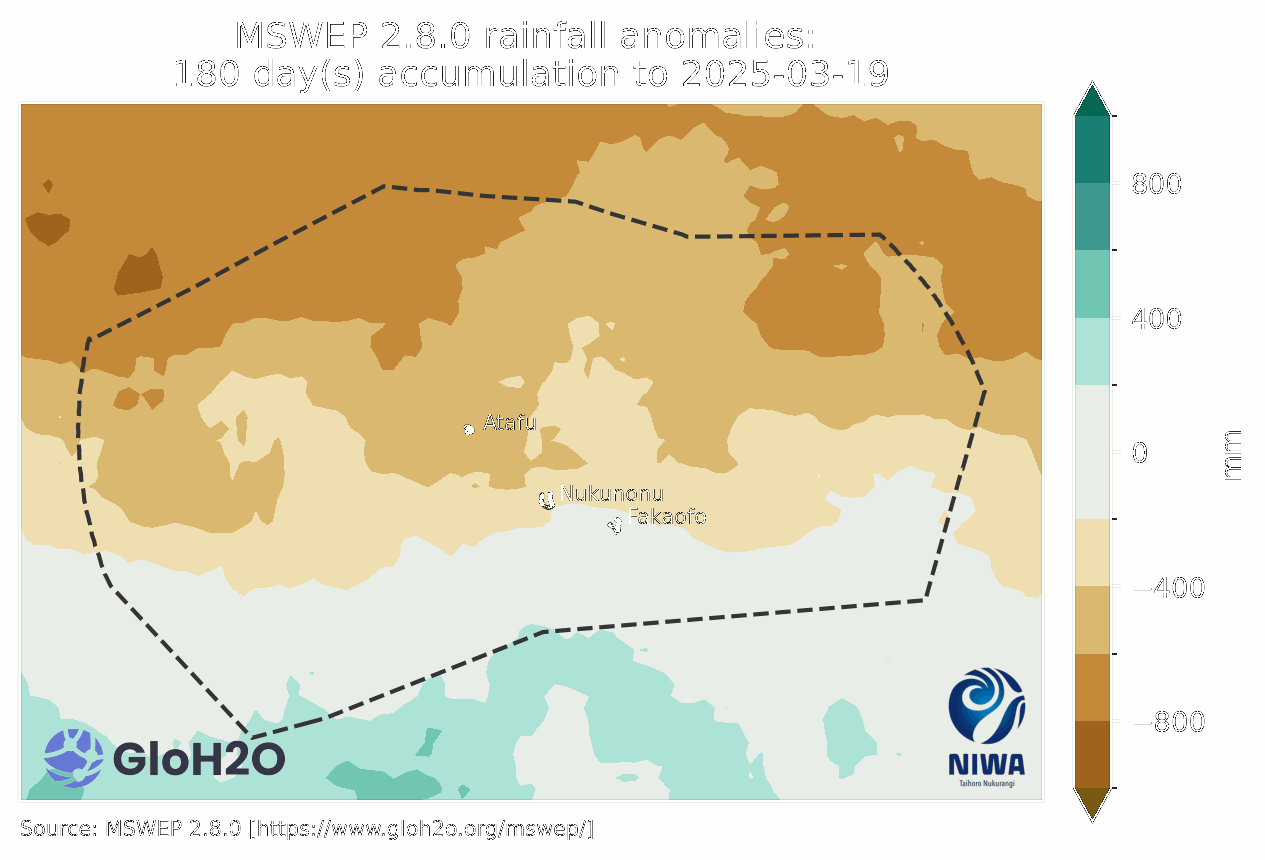 MSWEP 2.8.0 rainfall anomalies:
180 day(s) accumulation to 2025-03-19
800
400
0
−400
−800
mm
Atafu
Nukunonu
Fakaofo
GloH2O
NIWA
Taihoro Nukurangi
Source: MSWEP 2.8.0 [https://www.gloh2o.org/mswep/]